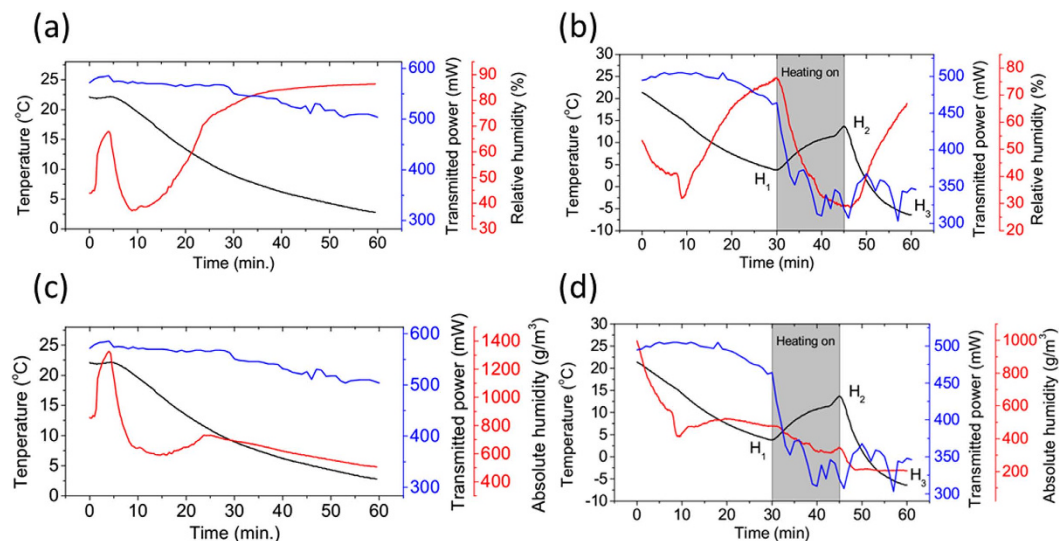 (a)
Temperature (°C)
25
20
15
10
5
0
0 10 20 30 40 50 60
Time (min.)
600
500
400
300
Transmitted power (mW)
90
80
70
60
50
40
30
Relative humidity (%)
(b)
Temperature (°C)
30
25
20
15
10
5
0
-5
-10
0 10 20 30 40 50 60
Time (min)
Heating on
H1
H2
H3
500
450
400
350
300
Transmitted power (mW)
80
70
60
50
40
30
20
Relative humidity (%)
(c)
Tenperature (°C)
25
20
15
10
5
0
0 10 20 30 40 50 60
Time (min.)
600
500
400
300
Transmitted power (mW)
1400
1200
1000
800
600
400
Absolute humidity (g/m³)
(d)
Temperature (°C)
30
25
20
15
10
5
0
-5
-10
0 10 20 30 40 50 60
Time (min)
Heating on
H1
H2
H3
500
450
400
350
300
Transmitted power (mW)
1000
800
600
400
200
Absolute humidity (g/m³)